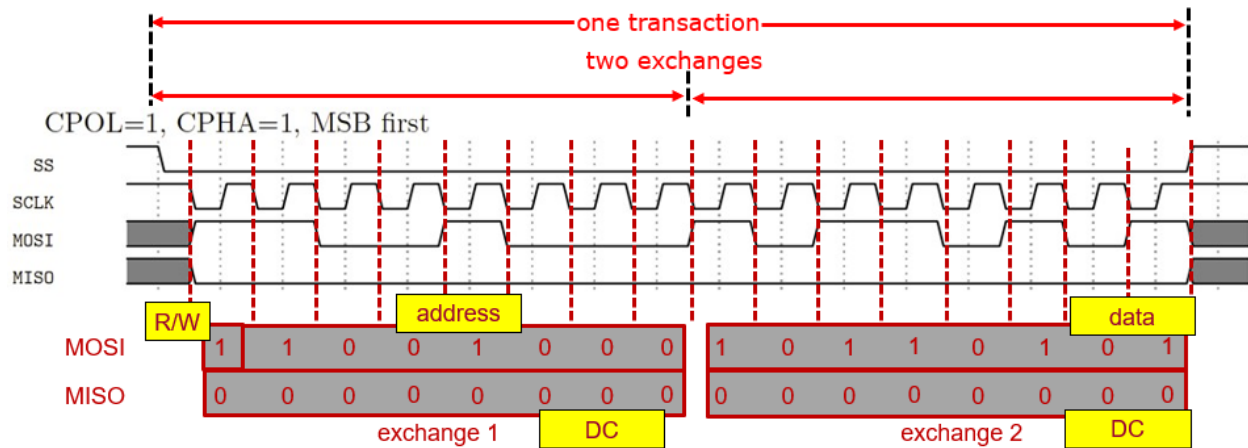 one transaction
two exchanges
CPOL=1, CPHA=1, MSB first
SS
SCLK
MOSI
MISO
R/W address data
MOSI 1 1 0 0 1 0 0 0 1 0 1 1 0 1 0 1
MISO 0 0 0 0 0 0 0 0 0 0 0 0 0 0 0 0
exchange 1 DC exchange 2 DC